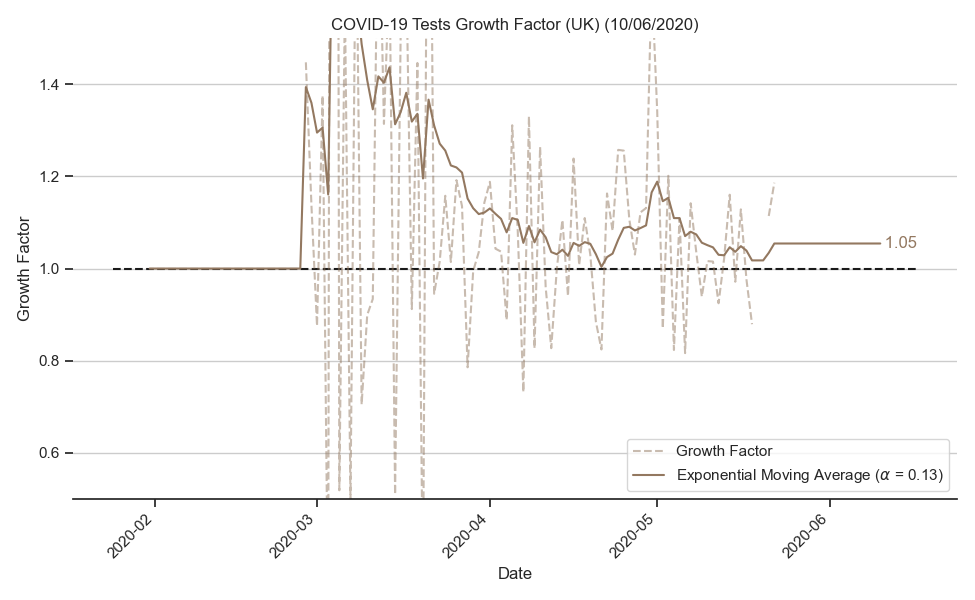 COVID-19 Tests Growth Factor (UK) (10/06/2020)
Growth Factor
1.4
1.2
1.0
0.8
0.6
1.05
Growth Factor
Exponential Moving Average (α = 0.13)
2020-02
2020-03
2020-04
2020-05
2020-06
Date